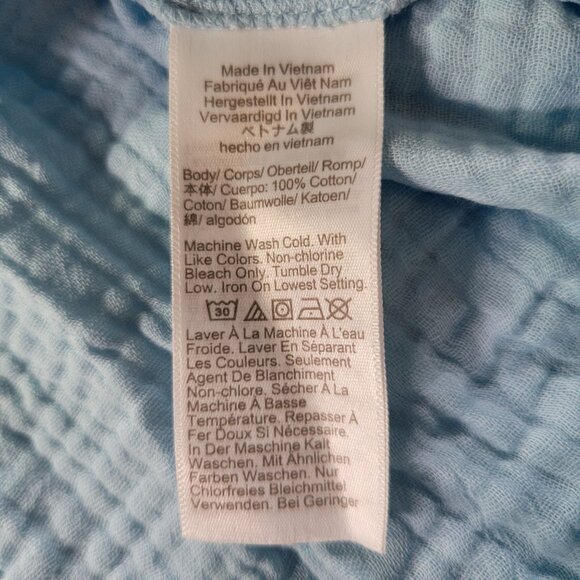 Made In Vietnam
Fabriqué Au Viêt Nam
Hergestellt In Vietnam
Vervaardigd In Vietnam
ベトナム製
hecho en vietnam
Body/ Corps/ Oberteil/ Romp/
本体/ Cuerpo: 100% Cotton/
Coton/ Baumwolle/ Katoen/
綿/ algodón
Machine Wash Cold. With
Like Colors. Non-chlorine
Bleach Only. Tumble Dry
Low. Iron On Lowest Setting.
30
Laver À La Machine À L'eau
Froide. Laver En Séparant
Les Couleurs. Seulement
Agent De Blanchiment
Non-chlore. Sécher À La
Machine À Basse
Température. Repasser À
Fer Doux Si Nécessaire.
In Der Maschine Kalt
Waschen. Mit Ähnlichen
Farben Waschen. Nur
Chlorfreies Bleichmittel
Verwenden. Bei Geringer